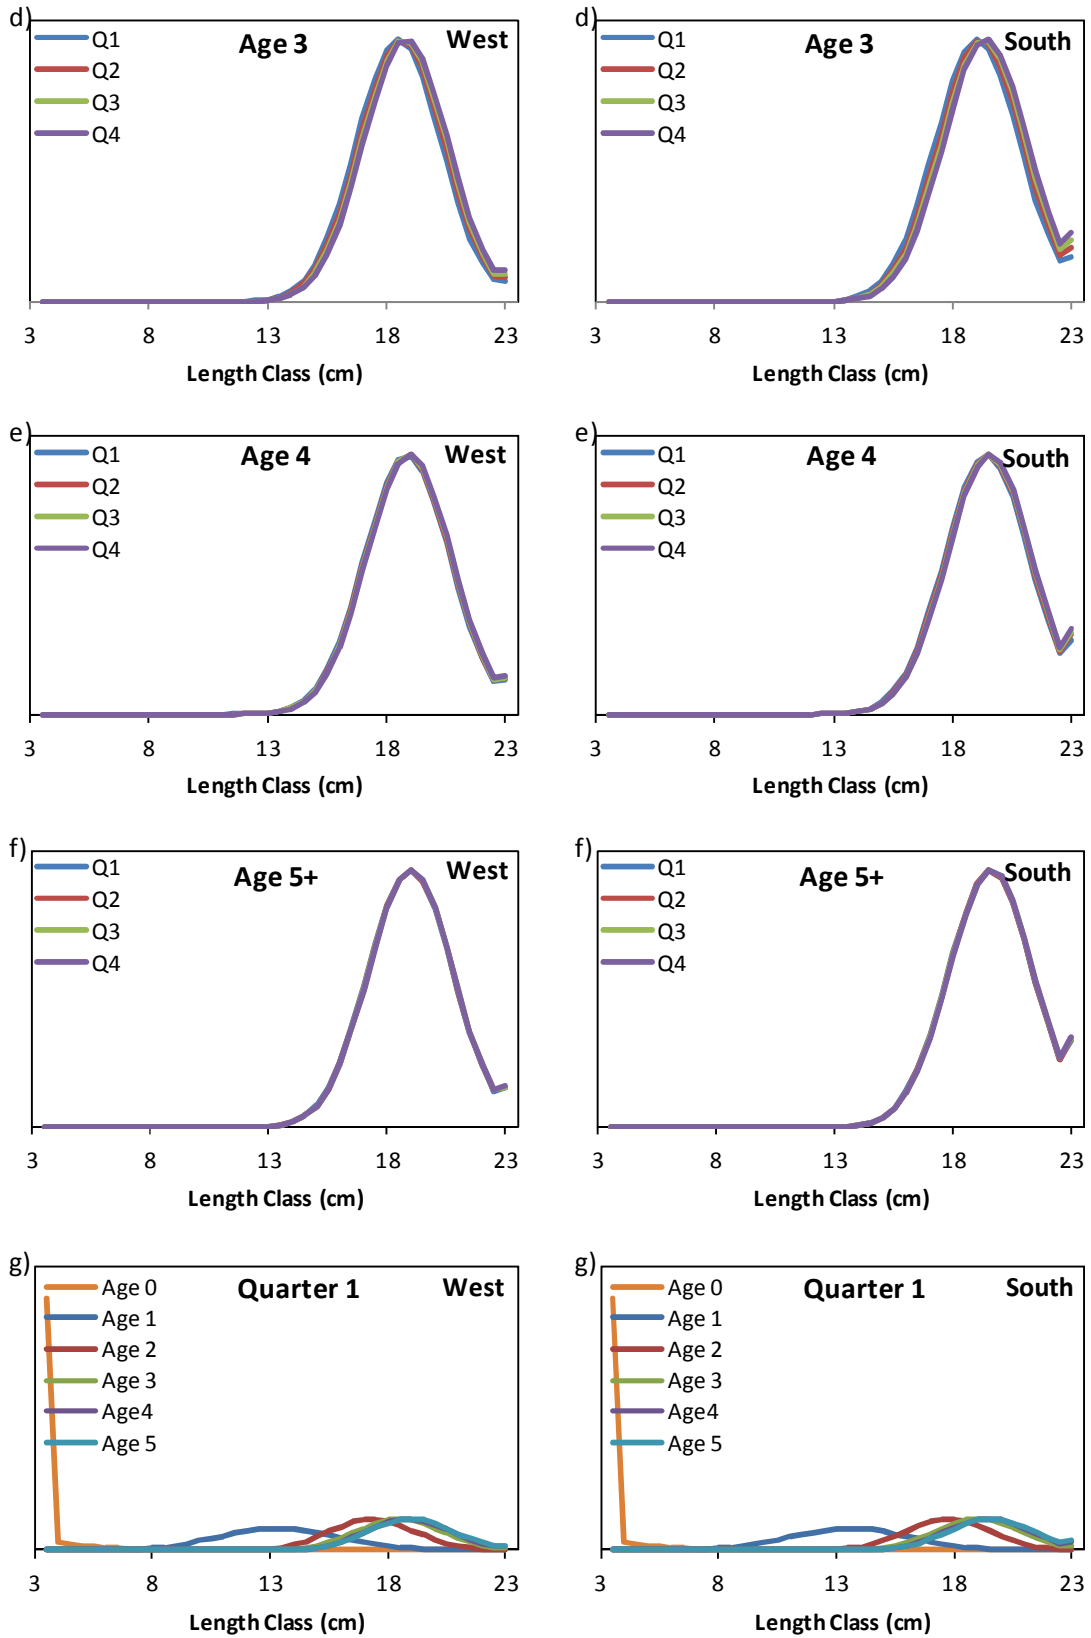 d)
Age 3
West
Q1
Q2
Q3
Q4
3 8 13 18 23
Length Class (cm)
d)
Age 3
South
Q1
Q2
Q3
Q4
3 8 13 18 23
Length Class (cm)
e)
Age 4
West
Q1
Q2
Q3
Q4
3 8 13 18 23
Length Class (cm)
e)
Age 4
South
Q1
Q2
Q3
Q4
3 8 13 18 23
Length Class (cm)
f)
Age 5+
West
Q1
Q2
Q3
Q4
3 8 13 18 23
Length Class (cm)
f)
Age 5+
South
Q1
Q2
Q3
Q4
3 8 13 18 23
Length Class (cm)
g)
Quarter 1
West
Age 0
Age 1
Age 2
Age 3
Age4
Age 5
3 8 13 18 23
Length Class (cm)
g)
Quarter 1
South
Age 0
Age 1
Age 2
Age 3
Age4
Age 5
3 8 13 18 23
Length Class (cm)